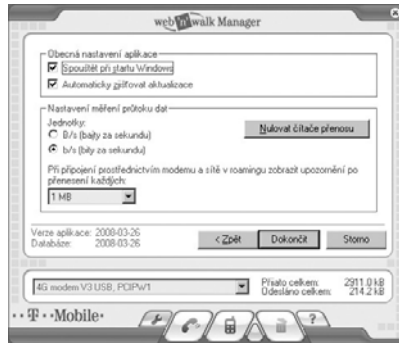 web'n'walk Manager
Obecná nastavení aplikace
Spouštět při startu Windows
Automaticky zjišťovat aktualizace
Nastavení měření průtoku dat
Jednotky:
B/s (bajty za sekundu)
b/s (bity za sekundu)
Nulovat čítače přenosu
Při připojení prostřednictvím modemu a sítě v roamingu zobrazit upozornění po
přenesení každých:
1 MB
Verze aplikace: 2008-03-26
Databáze: 2008-03-26
< Zpět
Dokončit
Storno
4G modem V3 USB, PCIPW1
Přijato celkem: 2911.0 kB
Odesláno celkem: 214.2 kB
T · · Mobile ·
?